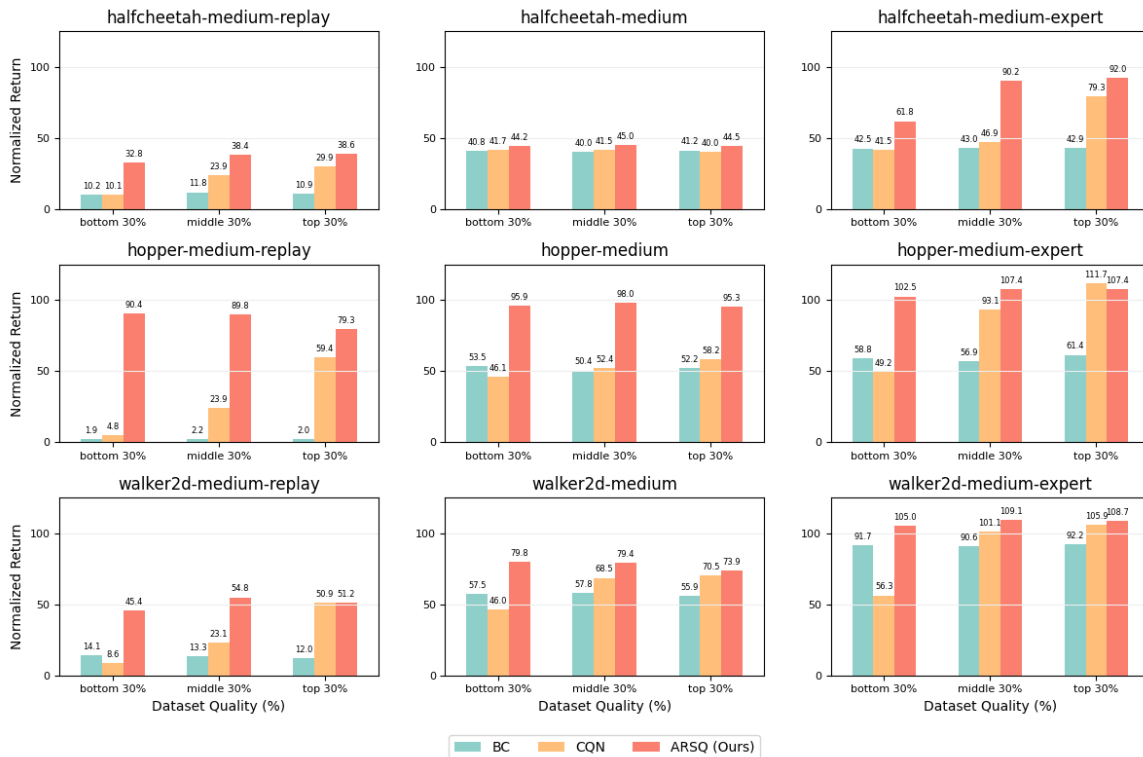 halfcheetah-medium-replay
Normalized Return
100
50
0
10.2 10.1 32.8 11.8 23.9 38.4 10.9 29.9 38.6
bottom 30% middle 30% top 30%
halfcheetah-medium
100
50
0
40.8 41.7 44.2 40.0 41.5 45.0 41.2 40.0 44.5
bottom 30% middle 30% top 30%
halfcheetah-medium-expert
100
50
0
42.5 41.5 61.8 43.0 46.9 90.2 42.9 79.3 92.0
bottom 30% middle 30% top 30%
hopper-medium-replay
Normalized Return
100
50
0
1.9 4.8 90.4 2.2 23.9 89.8 2.0 59.4 79.3
bottom 30% middle 30% top 30%
hopper-medium
100
50
0
53.5 46.1 95.9 50.4 52.4 98.0 52.2 58.2 95.3
bottom 30% middle 30% top 30%
hopper-medium-expert
100
50
0
58.8 49.2 102.5 56.9 93.1 107.4 61.4 111.7 107.4
bottom 30% middle 30% top 30%
walker2d-medium-replay
Normalized Return
100
50
0
14.1 8.6 45.4 13.3 23.1 54.8 12.0 50.9 51.2
bottom 30% middle 30% top 30%
Dataset Quality (%)
walker2d-medium
100
50
0
57.5 46.0 79.8 57.8 68.5 79.4 55.9 70.5 73.9
bottom 30% middle 30% top 30%
Dataset Quality (%)
walker2d-medium-expert
100
50
0
91.7 56.3 105.0 90.6 101.1 109.1 92.2 105.9 108.7
bottom 30% middle 30% top 30%
Dataset Quality (%)
BC CQN ARSQ (Ours)